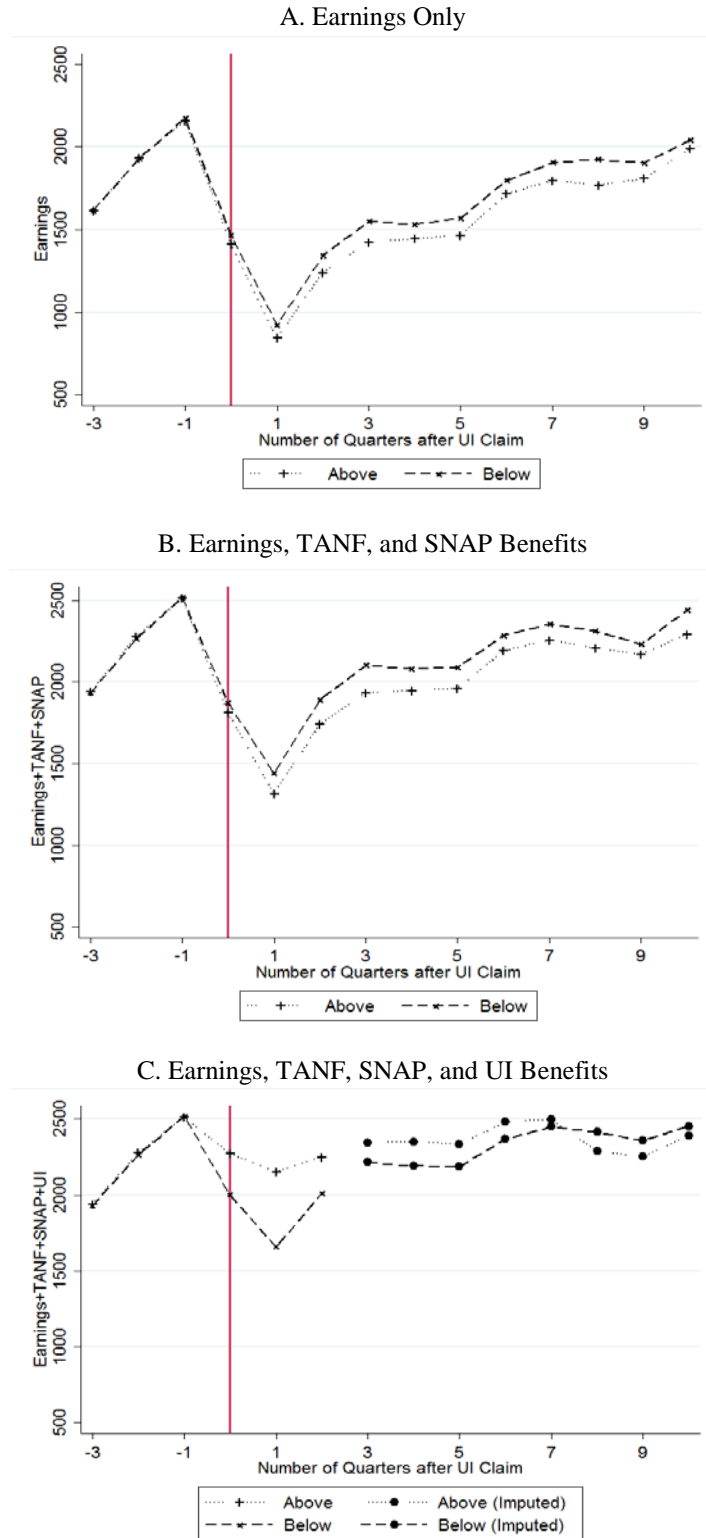 A. Earnings Only
Earnings
2500
2000
1500
1000
500
-3 -1 1 3 5 7 9
Number of Quarters after UI Claim
Above Below
B. Earnings, TANF, and SNAP Benefits
Earnings+TANF+SNAP
2500
2000
1500
1000
500
-3 -1 1 3 5 7 9
Number of Quarters after UI Claim
Above Below
C. Earnings, TANF, SNAP, and UI Benefits
Earnings+TANF+SNAP+UI
2500
2000
1500
1000
500
-3 -1 1 3 5 7 9
Number of Quarters after UI Claim
Above Above (Imputed)
Below Below (Imputed)